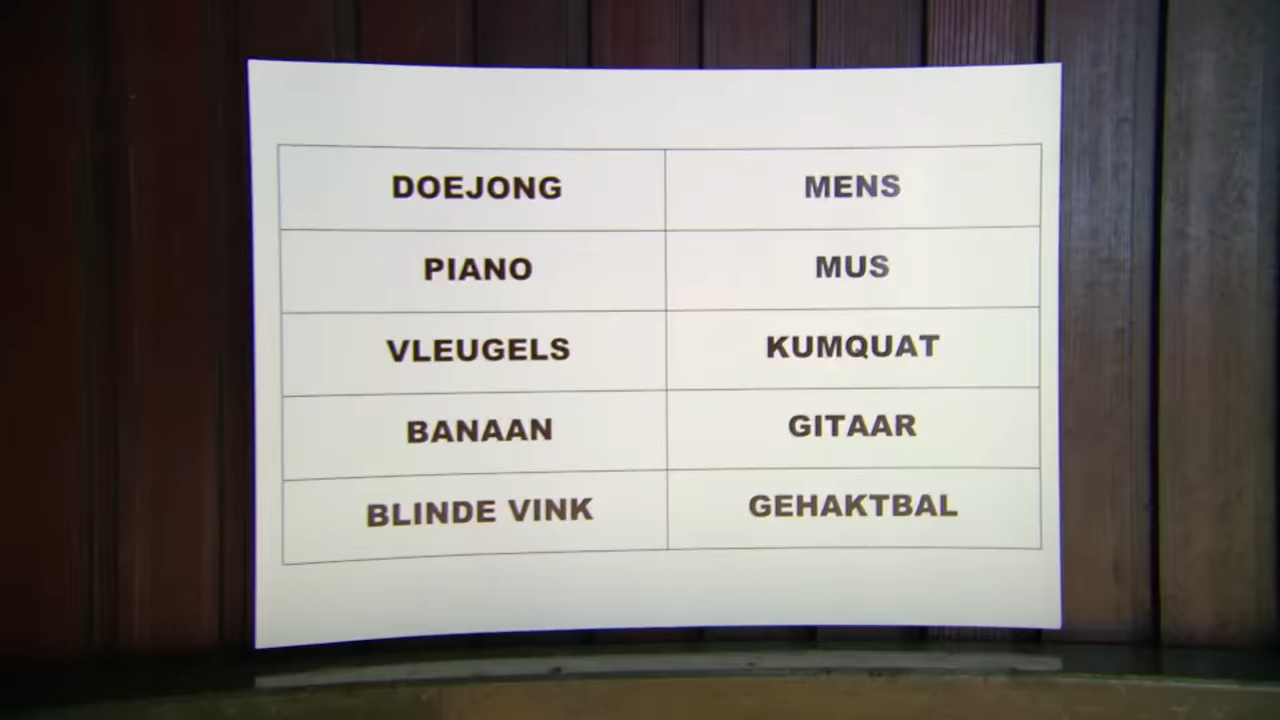 DOEJONG MENS
PIANO MUS
VLEUGELS KUMQUAT
BANAAN GITAAR
BLINDE VINK GEHAKTBAL